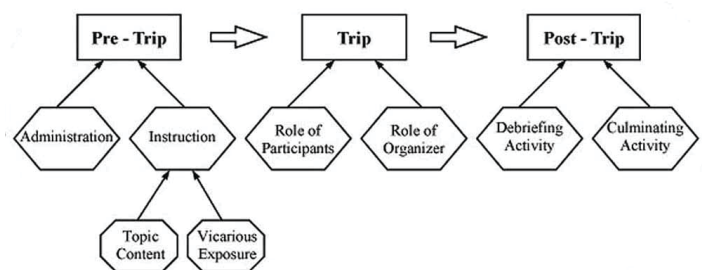 Pre - Trip
Trip
Post - Trip
Administration
Instruction
Role of
Participants
Role of
Organizer
Debriefing
Activity
Culminating
Activity
Topic
Content
Vicarious
Exposure